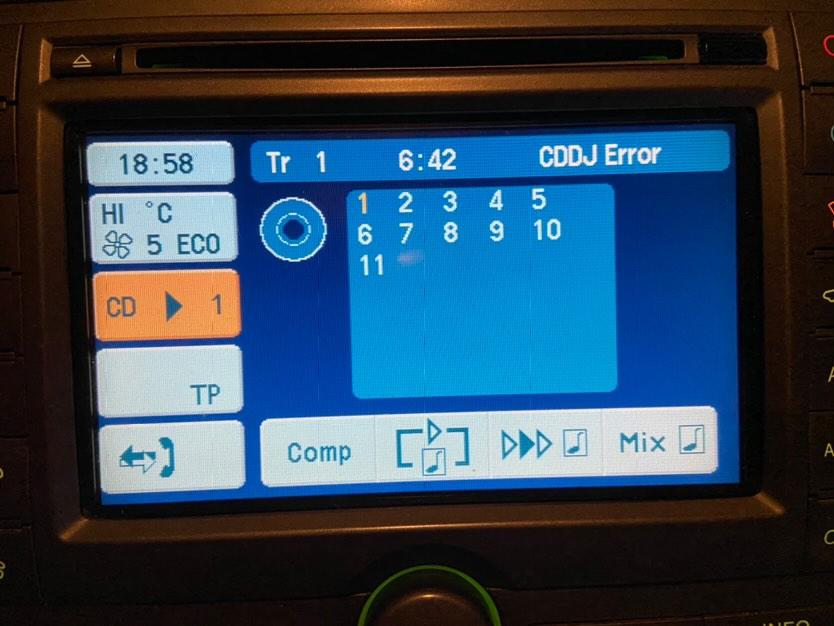 18:58
Tr 1 6:42 CDDJ Error
HI °C
5 ECO
CD 1
TP
1 2 3 4 5
6 7 8 9 10
11
Comp
Mix